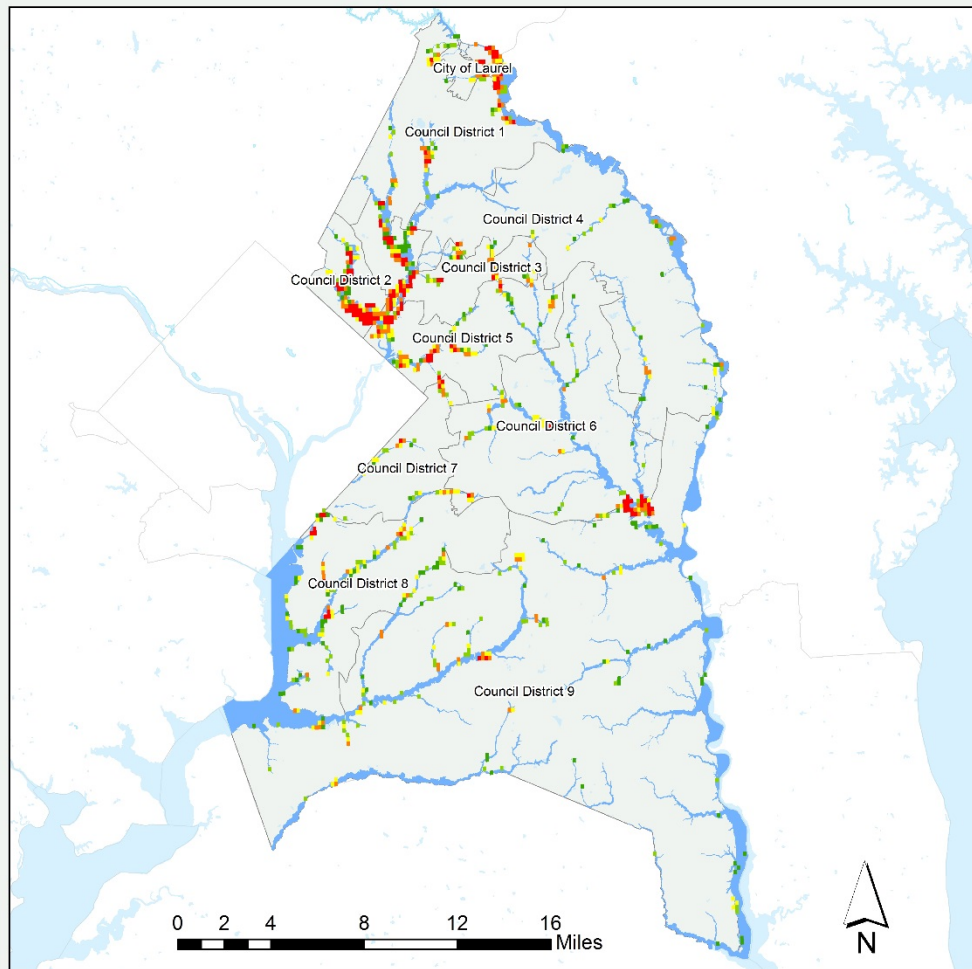 City of Laurel
Council District 1
Council District 4
Council District 3
Council District 2
Council District 5
Council District 6
Council District 7
Council District 8
Council District 9
0 2 4 8 12 16
Miles
N